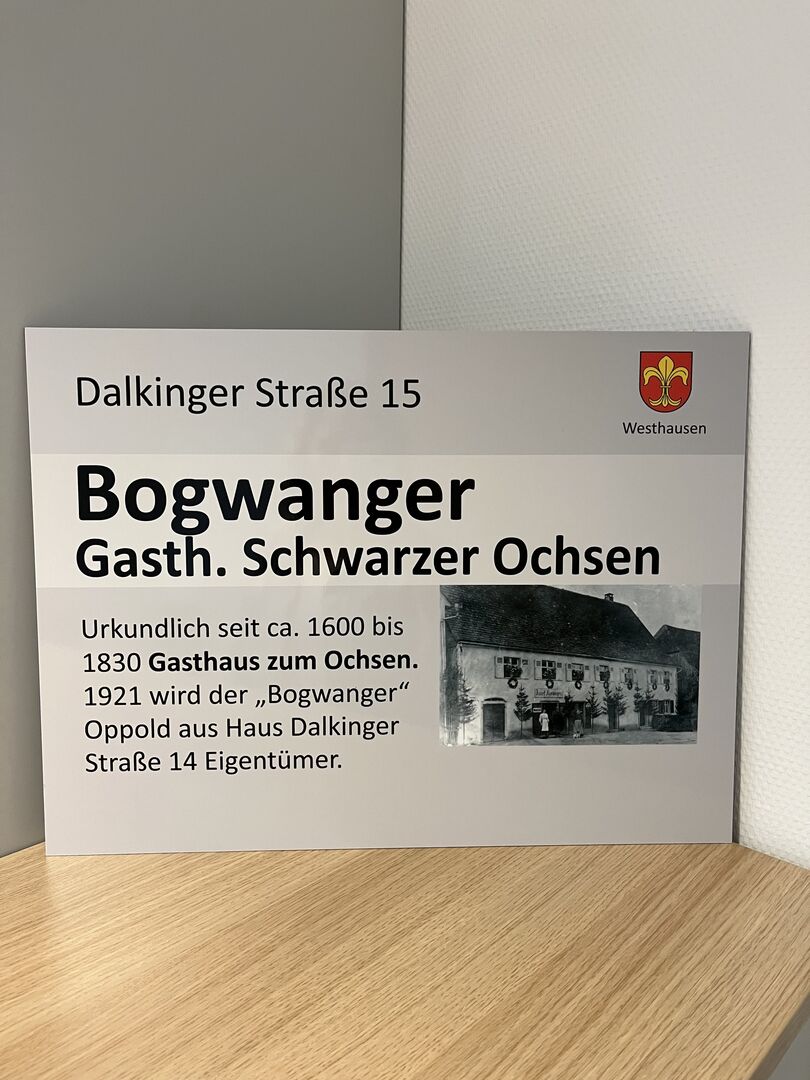 Dalkinger Straße 15
Westhausen
Bogwanger
Gasth. Schwarzer Ochsen
Urkundlich seit ca. 1600 bis
1830 Gasthaus zum Ochsen.
1921 wird der „Bogwanger“
Oppold aus Haus Dalkinger
Straße 14 Eigentümer.